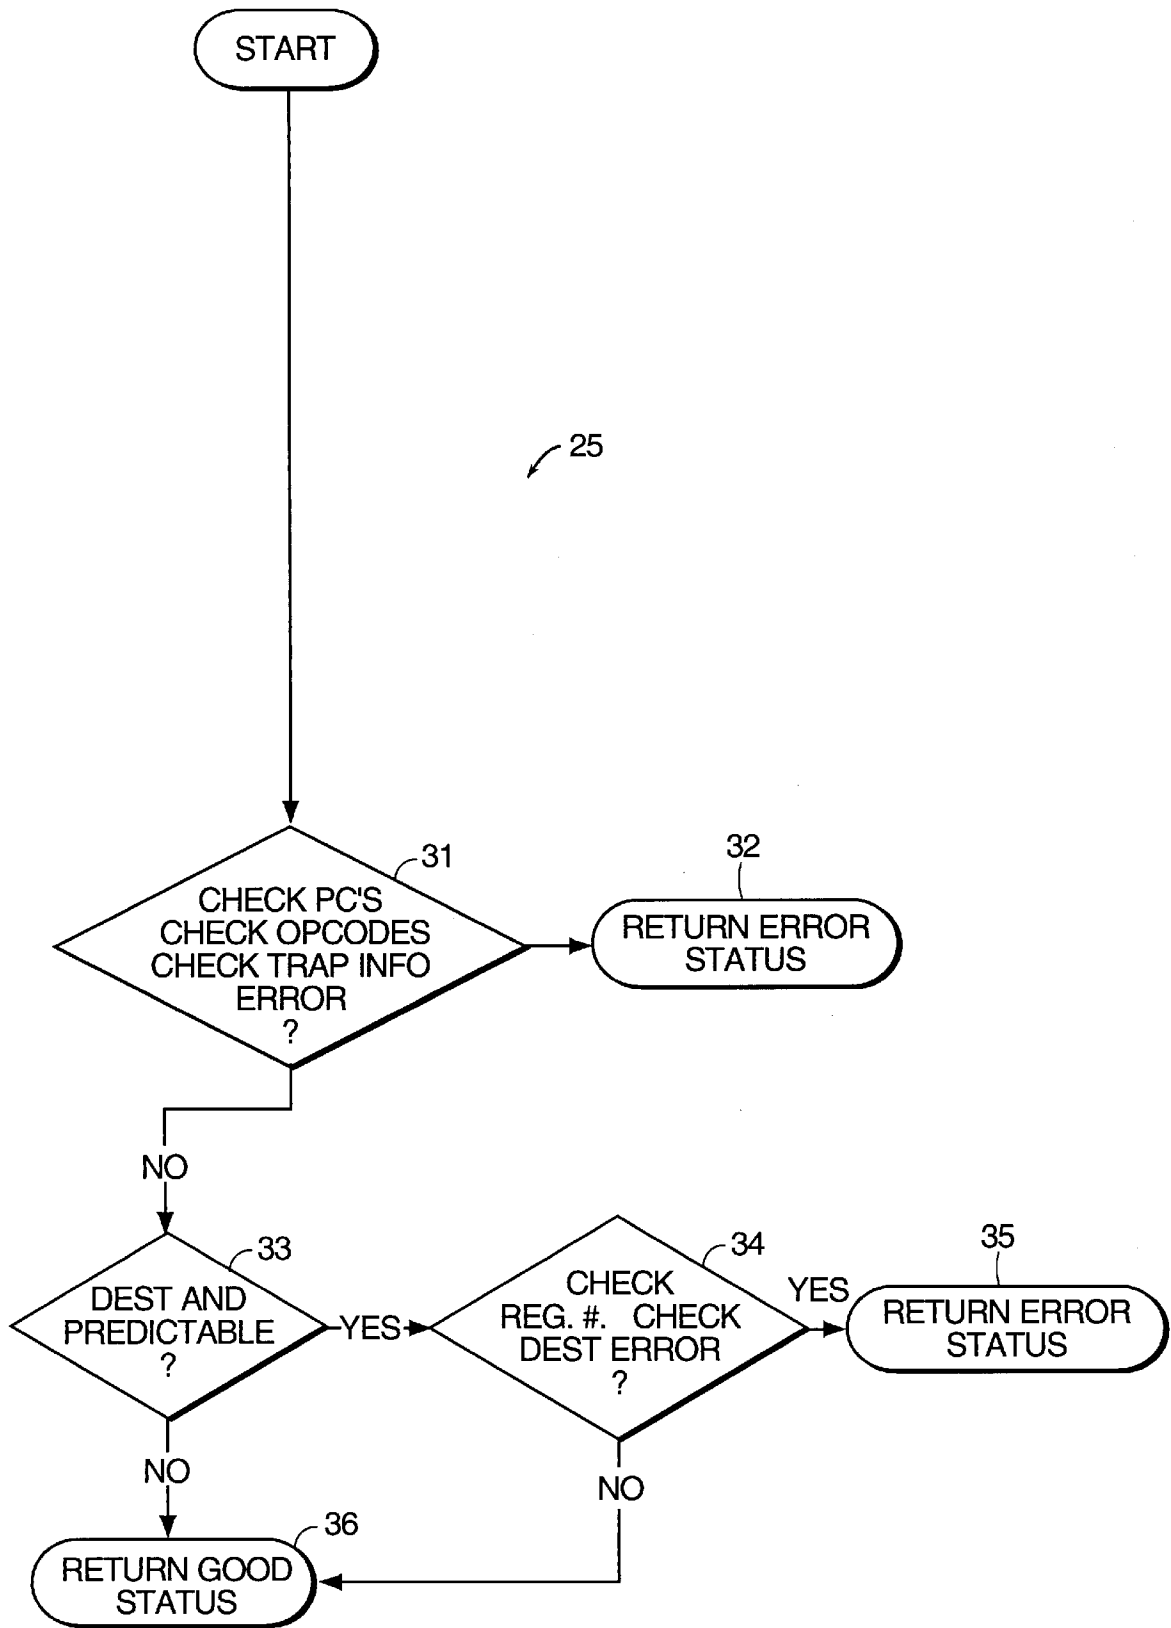 START
25
31
CHECK PC'S
CHECK OPCODES
CHECK TRAP INFO
ERROR
?
32
RETURN ERROR
STATUS
NO
33
DEST AND
PREDICTABLE
?
YES
34
CHECK
REG. #. CHECK
DEST ERROR
?
YES
35
RETURN ERROR
STATUS
NO
NO
36
RETURN GOOD
STATUS